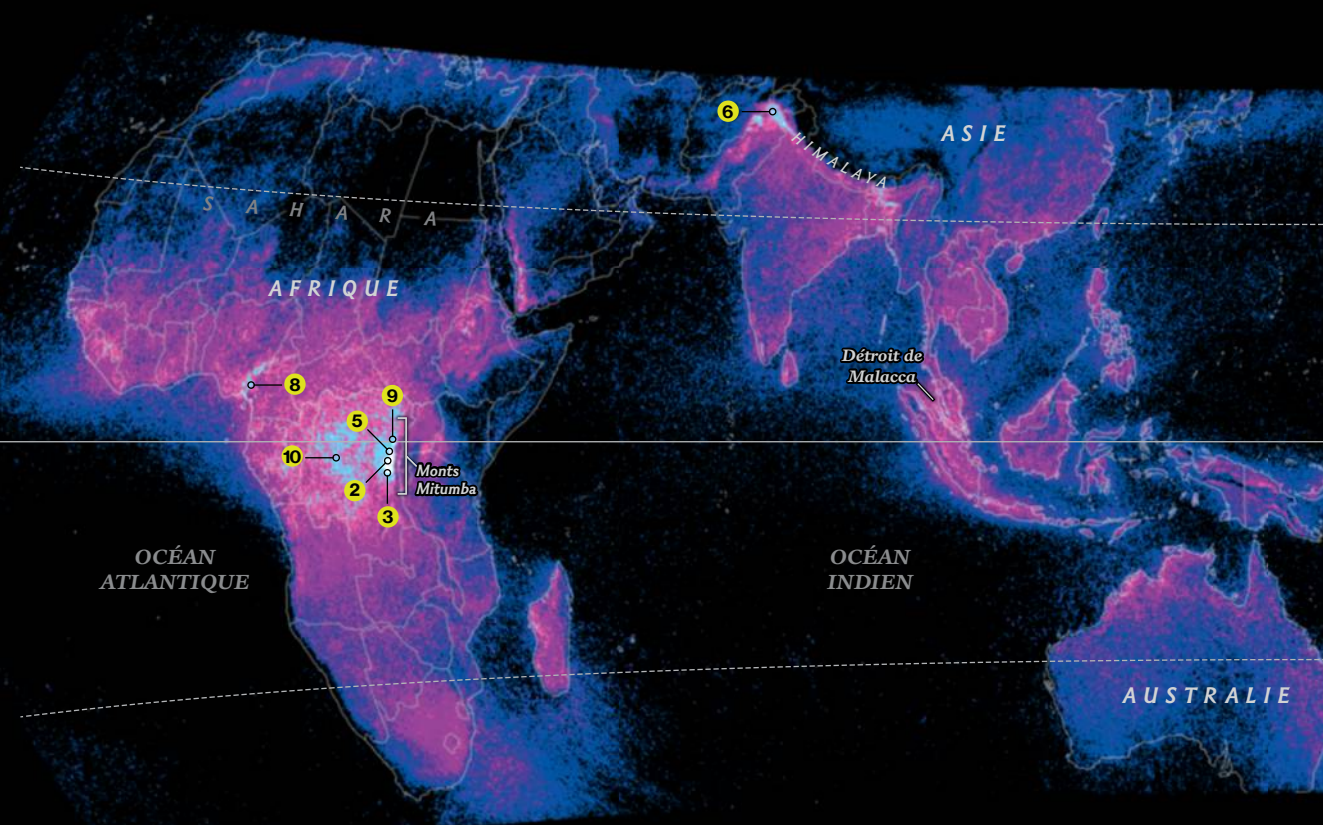 6
ASIE
HIMALAYA
SAHARA
AFRIQUE
Détroit de
Malacca
8
9
5
10
Monts
Mitumba
2
3
OCÉAN
ATLANTIQUE
OCÉAN
INDIEN
AUSTRALIE